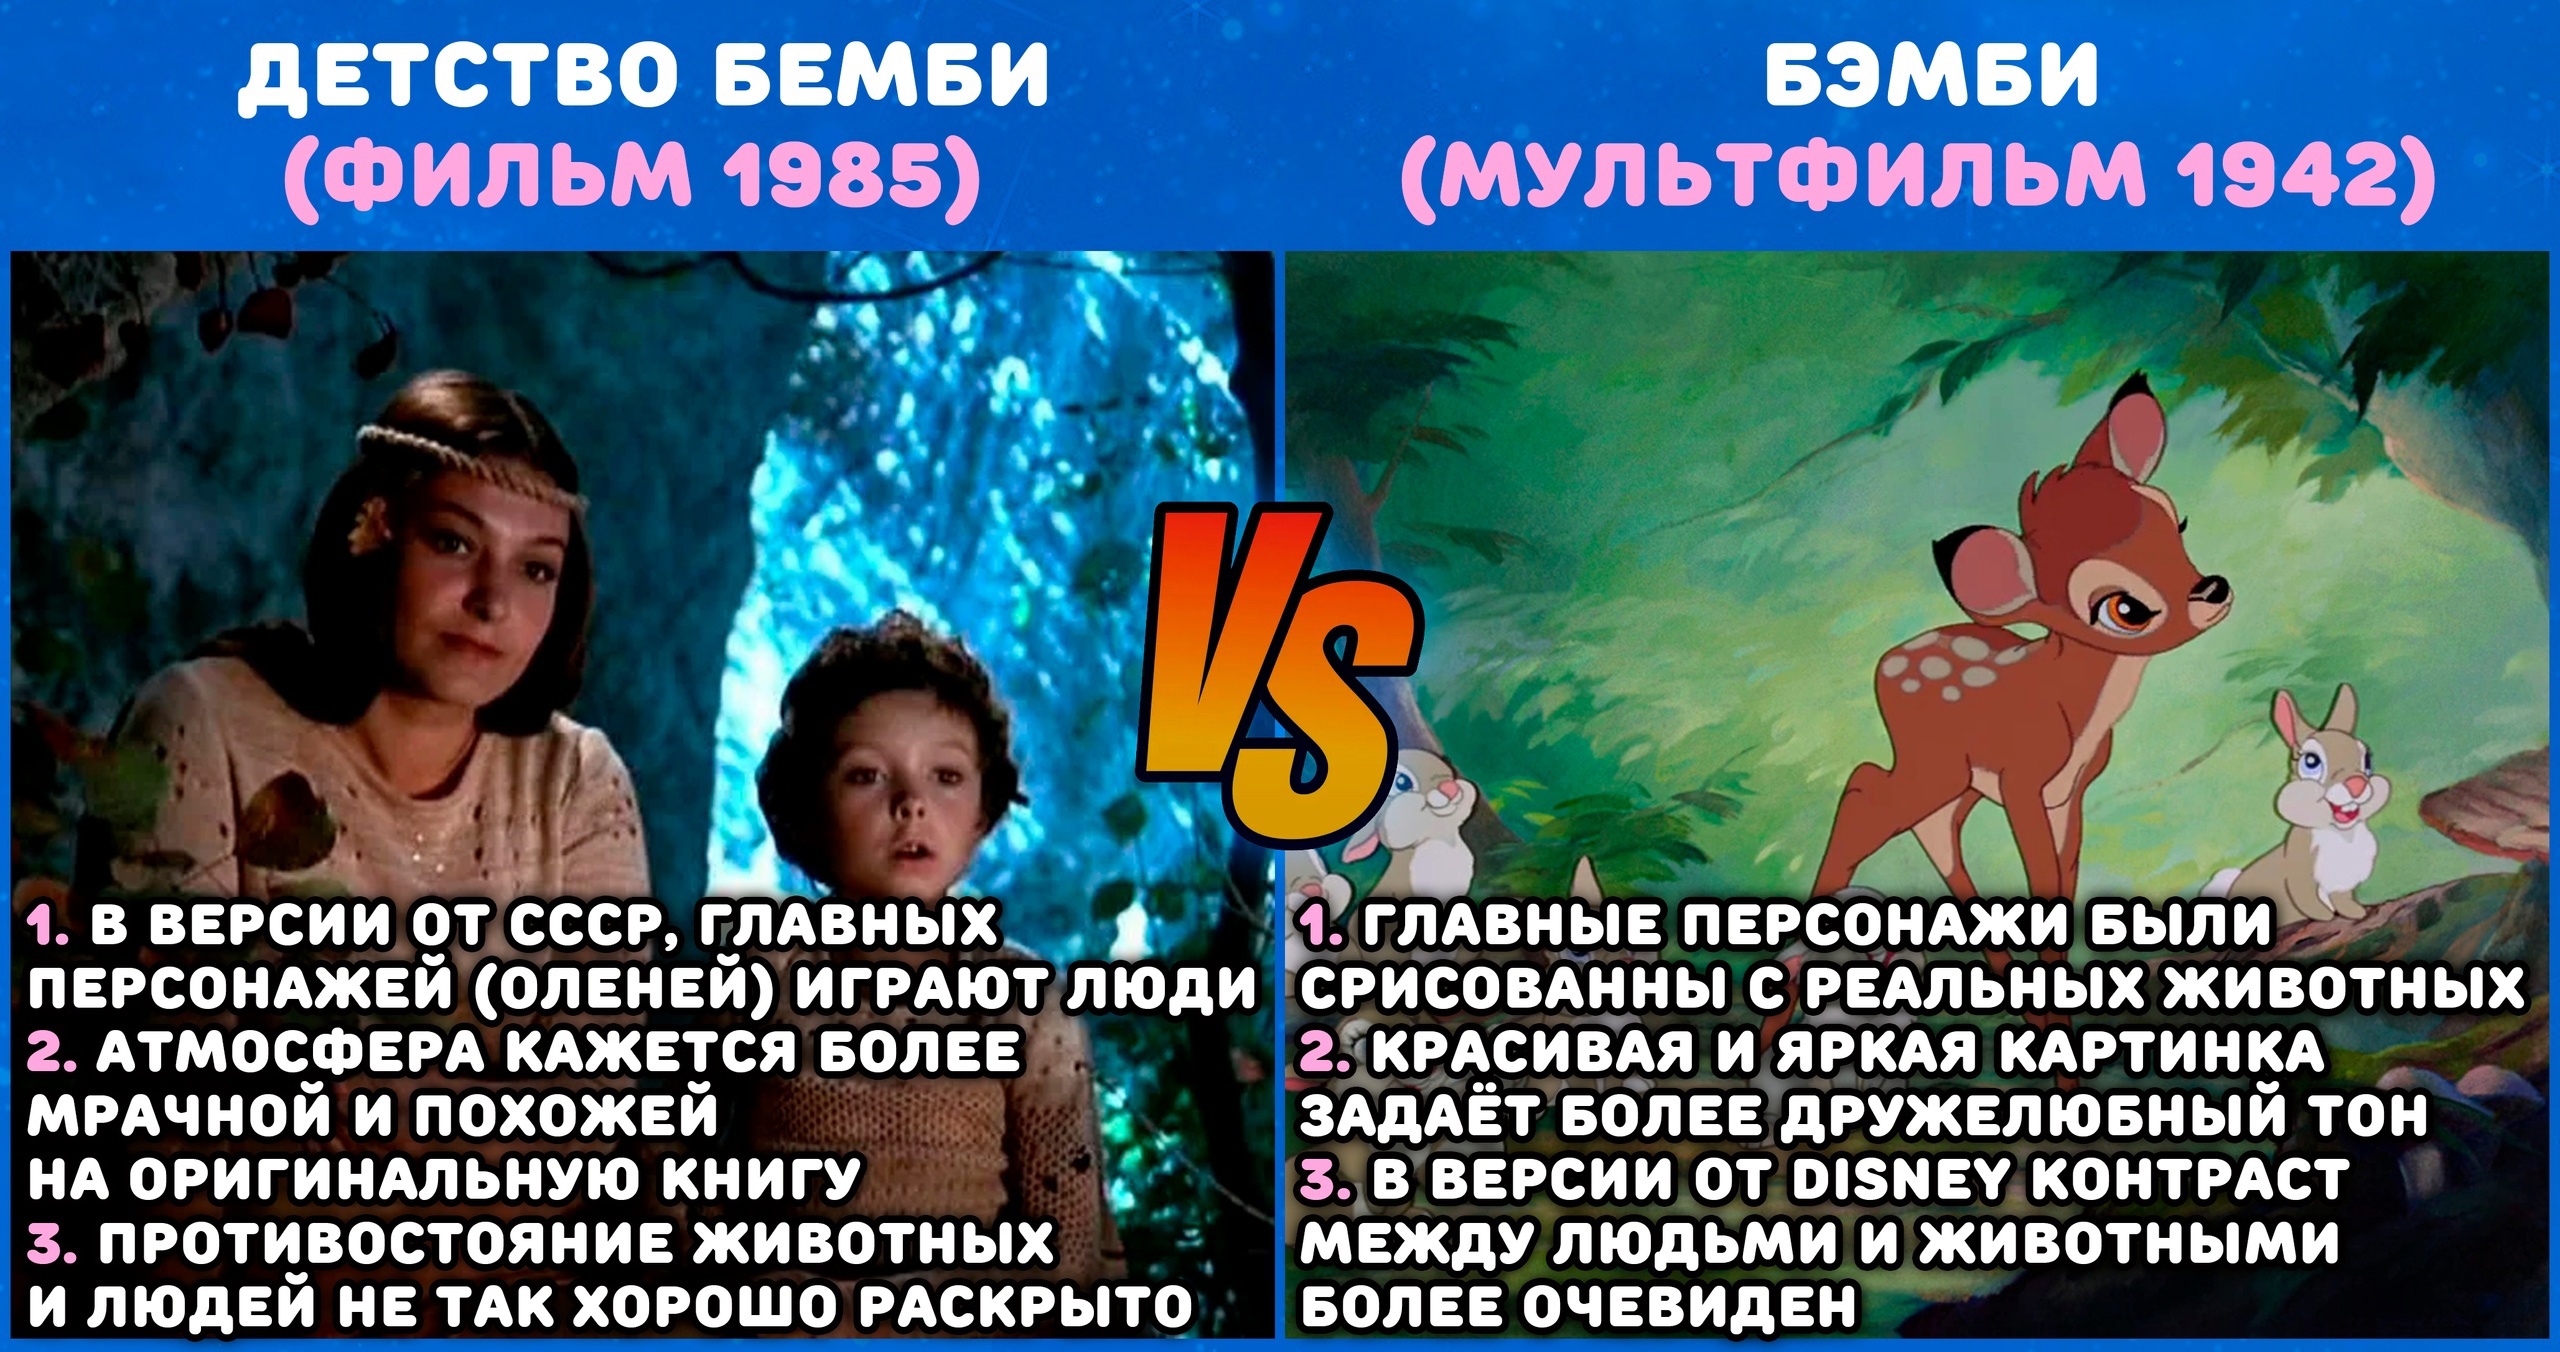 ДЕТСТВО БЕМБИ
(ФИЛЬМ 1985)
БЭМБИ
(МУЛЬТФИЛЬМ 1942)
VS
1. В ВЕРСИИ ОТ СССР, ГЛАВНЫХ
ПЕРСОНАЖЕЙ (ОЛЕНЕЙ) ИГРАЮТ ЛЮДИ
2. АТМОСФЕРА КАЖЕТСЯ БОЛЕЕ
МРАЧНОЙ И ПОХОЖЕЙ
НА ОРИГИНАЛЬНУЮ КНИГУ
3. ПРОТИВОСТОЯНИЕ ЖИВОТНЫХ
И ЛЮДЕЙ НЕ ТАК ХОРОШО РАСКРЫТО
1. ГЛАВНЫЕ ПЕРСОНАЖИ БЫЛИ
СРИСОВАННЫ С РЕАЛЬНЫХ ЖИВОТНЫХ
2. КРАСИВАЯ И ЯРКАЯ КАРТИНКА
ЗАДАЁТ БОЛЕЕ ДРУЖЕЛЮБНЫЙ ТОН
3. В ВЕРСИИ ОТ DISNEY КОНТРАСТ
МЕЖДУ ЛЮДЬМИ И ЖИВОТНЫМИ
БОЛЕЕ ОЧЕВИДЕН